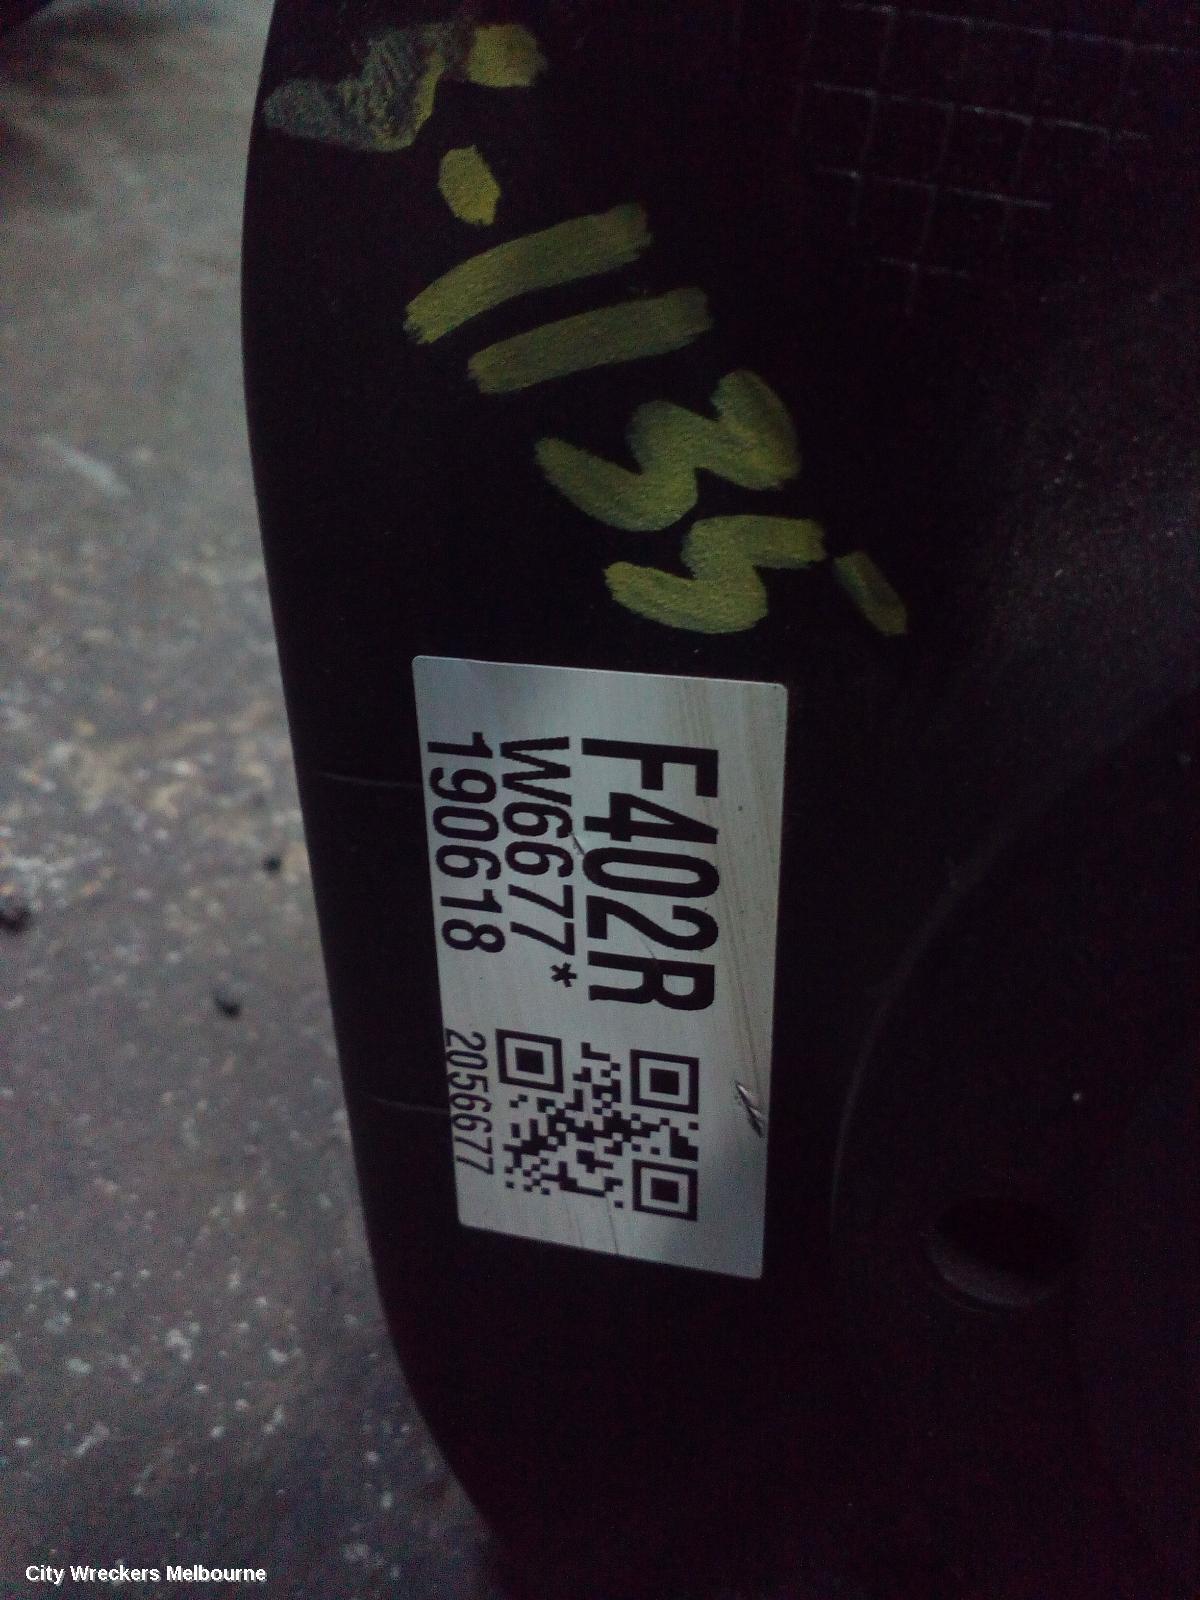 1135
F402R
W6677*
190618
2056677
City Wreckers Melbourne